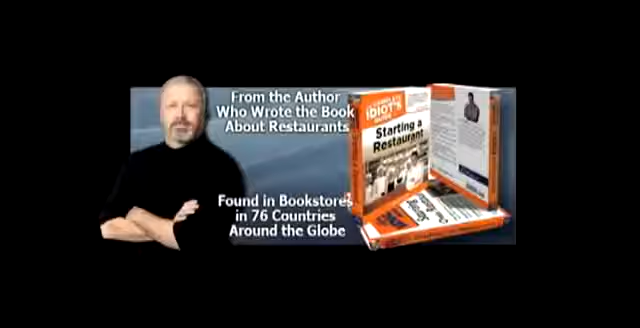 From the Author
Who Wrote the Book
About Restaurants
Found in Bookstores
in 76 Countries
Around the Globe
IDIOT'S
Starting a
Restaurant